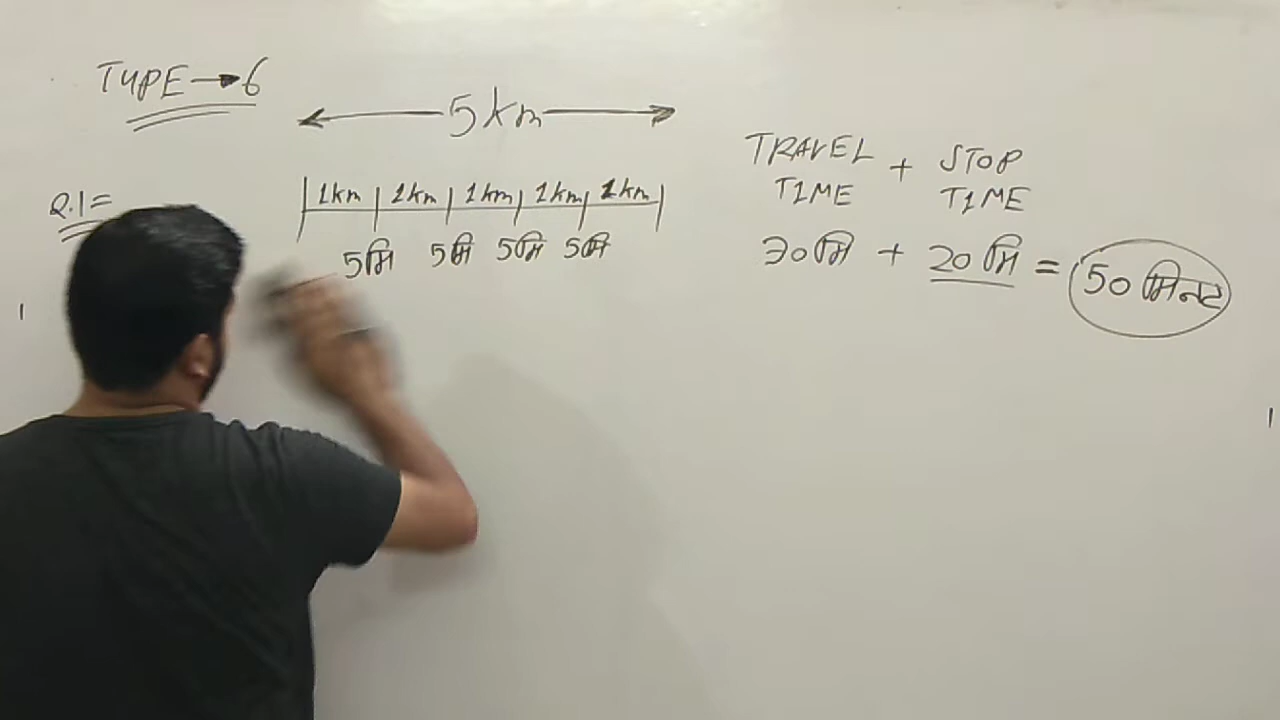 TYPE → 6
5 km
Q.1 =
1km 1km 1km 1km 1km
5मि 5मि 5मि 5मि
TRAVEL + STOP
TIME TIME
30मि + 20 मि = 50 मिनट